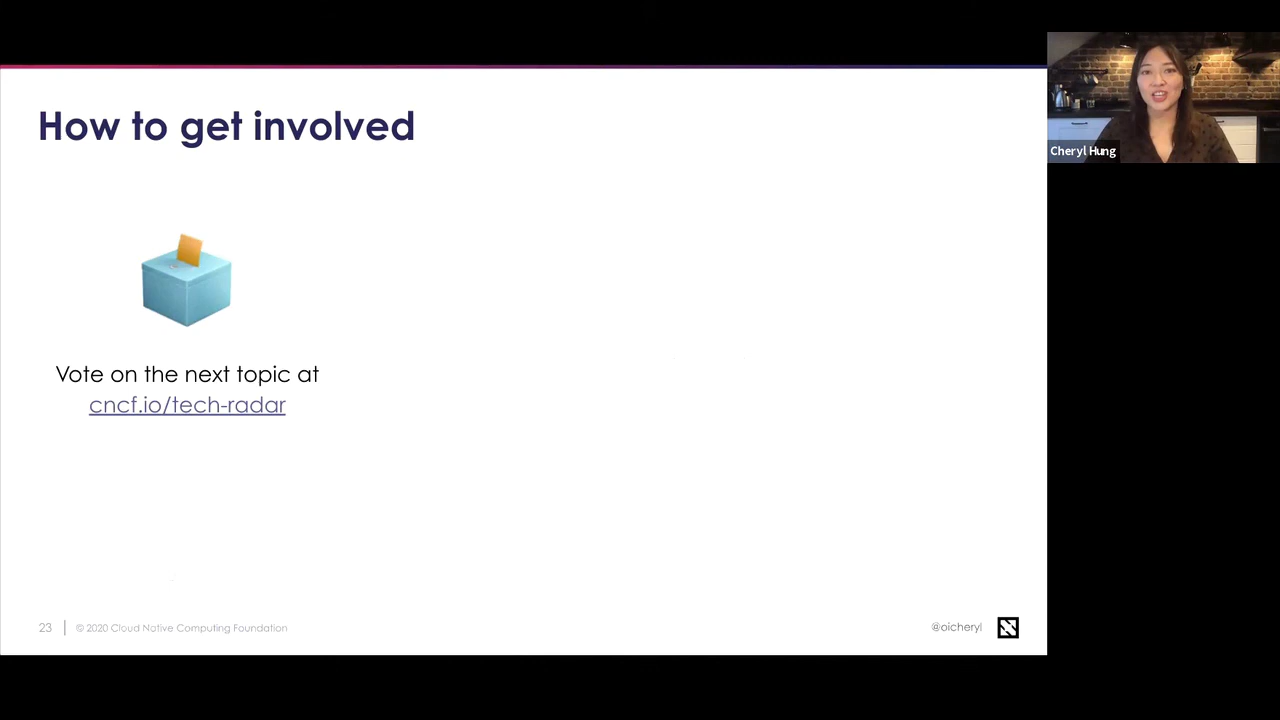 How to get involved
Cheryl Hung
Vote on the next topic at
cncf.io/tech-radar
23
© 2020 Cloud Native Computing Foundation
@oicheryl